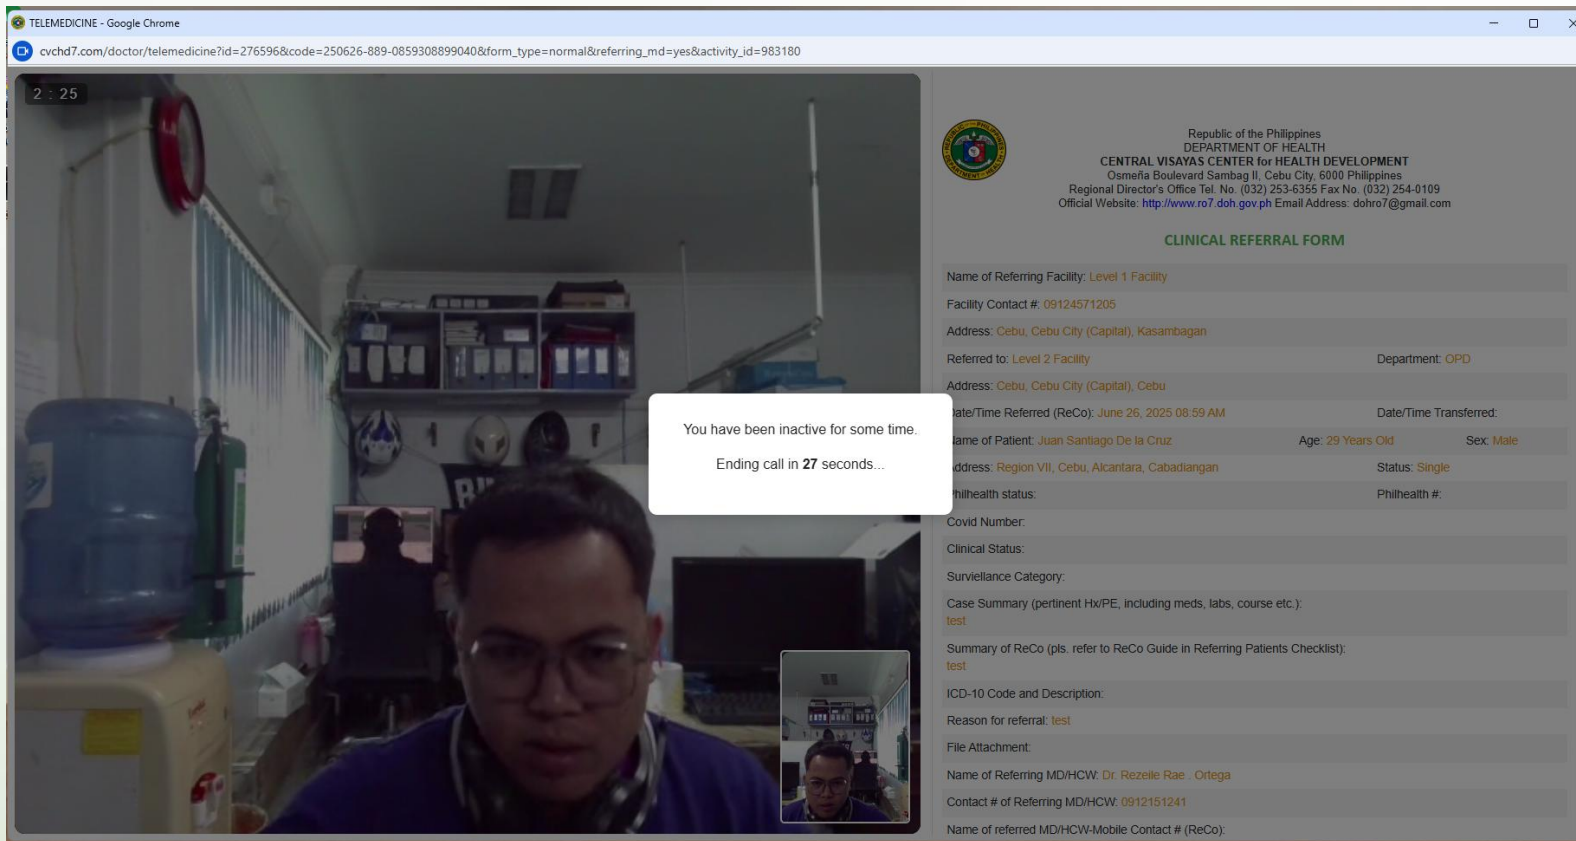 TELEMEDICINE - Google Chrome
cvchd7.com/doctor/telemedicine?id=276596&code=250626-889-085930889904&form_type=normal&referring_md=yes&activity_id=983180
2 : 25
Republic of the Philippines
DEPARTMENT OF HEALTH
CENTRAL VISAYAS CENTER for HEALTH DEVELOPMENT
Osmeña Boulevard Sambag II, Cebu City, 6000 Philippines
Regional Director's Office Tel. No. (032) 253-6355 Fax No. (032) 254-0109
Official Website: http://www.ro7.doh.gov.ph Email Address: dohro7@gmail.com
CLINICAL REFERRAL FORM
Name of Referring Facility: Level 1 Facility
Facility Contact #: 09124571205
Address: Cebu, Cebu City (Capital), Kasambagan
Referred to: Level 2 Facility Department: OPD
Address: Cebu, Cebu City (Capital), Cebu
Date/Time Referred (ReCo): June 26, 2025 08:59 AM Date/Time Transferred:
Name of Patient: Juan Santiago De la Cruz Age: 29 Years Old Sex: Male
Address: Region VII, Cebu, Alcantara, Cabadiangan Status: Single
Philhealth status: Philhealth #:
Covid Number:
Clinical Status:
Surviellance Category:
Case Summary (pertinent Hx/PE, including meds, labs, course etc.):
test
Summary of ReCo (pls. refer to ReCo Guide in Referring Patients Checklist):
test
ICD-10 Code and Description:
Reason for referral: test
File Attachment:
Name of Referring MD/HCW: Dr. Rezeile Rae . Ortega
Contact # of Referring MD/HCW: 0912151241
Name of referred MD/HCW-Mobile Contact # (ReCo):
You have been inactive for some time.
Ending call in 27 seconds...